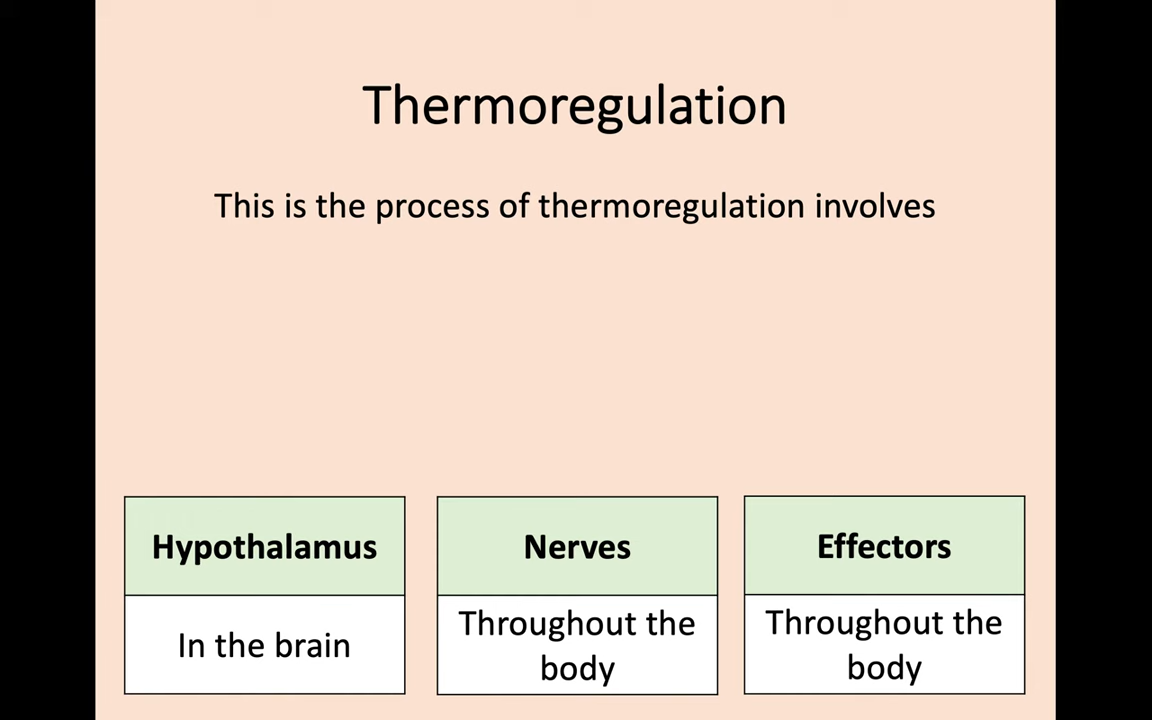 Thermoregulation
This is the process of thermoregulation involves
Hypothalamus
In the brain
Nerves
Throughout the
body
Effectors
Throughout the
body